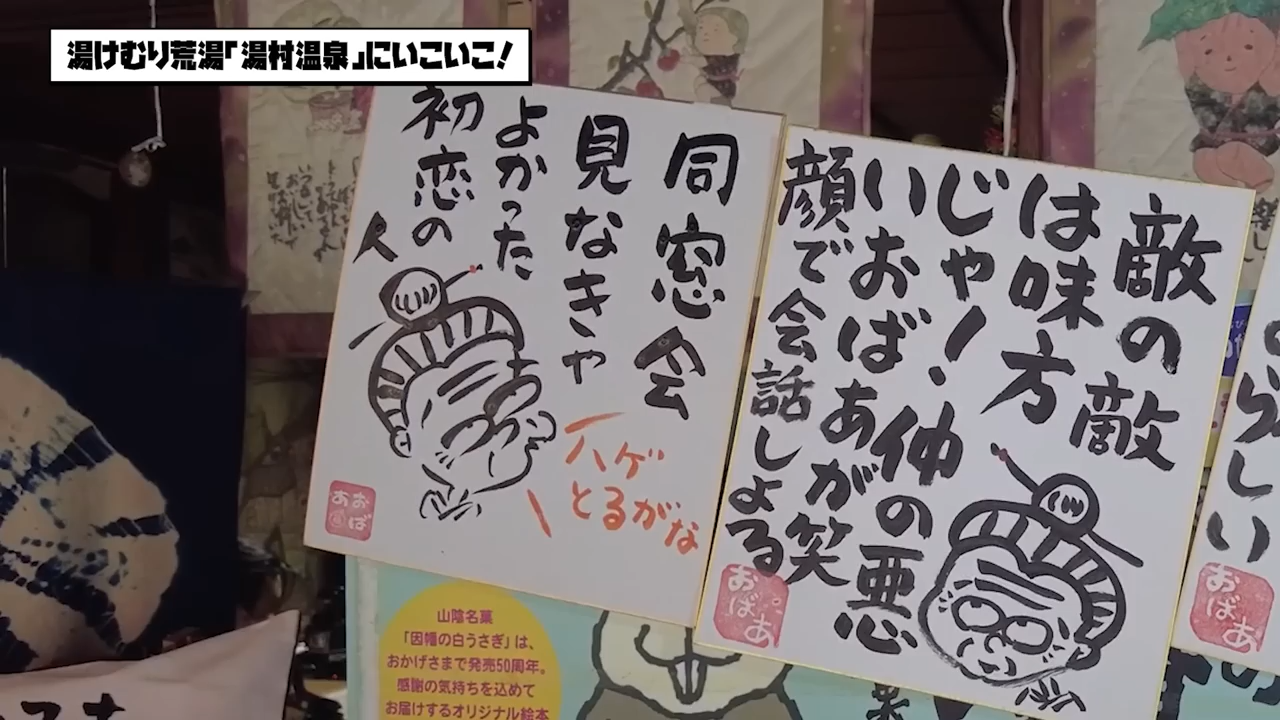 湯けむり荒湯「湯村温泉」にいこいこ!
敵の敵
は味方
じゃ!仲の悪
いおばあが笑
顔で会話しよる
おばあ
同窓会
見なきゃ
よかった
初恋の
人
ハゲ
とるがな
おばあ
らしい
おばあ
山陰名菓
「因幡の白うさぎ」は、
おかげさまで発売50周年。
感謝の気持ちを込めて
お届けするオリジナル絵本